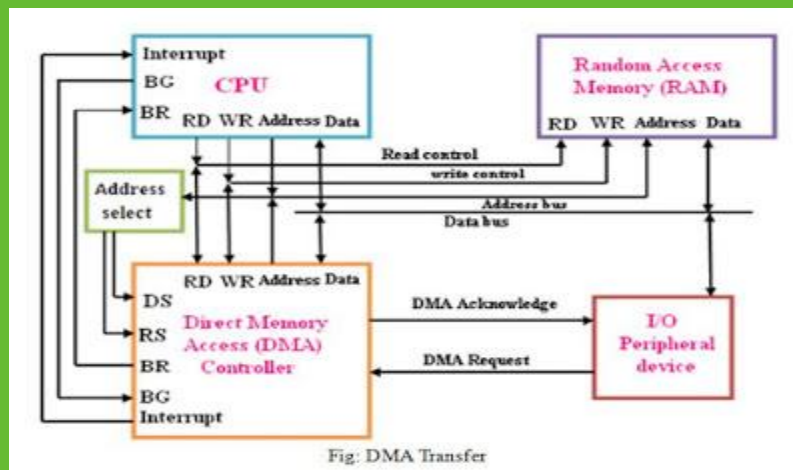 Interrupt
BG
CPU
BR
RD WR Address Data
Random Access
Memory (RAM)
RD WR Address Data
Read control
write control
Address
select
Address bus
Data bus
RD WR Address Data
DS
RS
BR
BG
Interrupt
Direct Memory
Access (DMA)
Controller
DMA Acknowledge
DMA Request
I/O
Peripheral
device
Fig: DMA Transfer